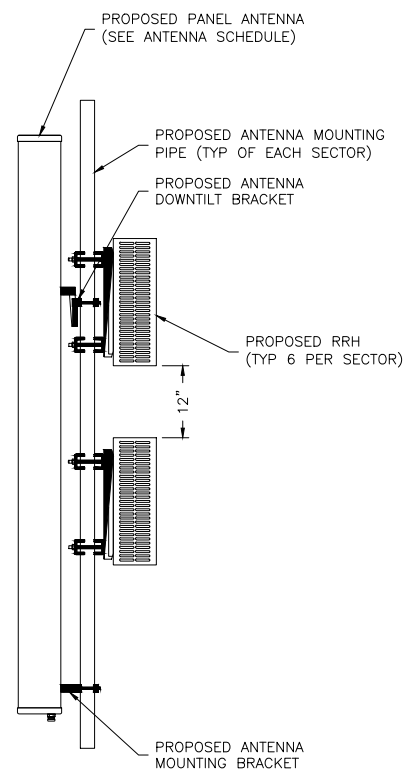 PROPOSED PANEL ANTENNA
(SEE ANTENNA SCHEDULE)
PROPOSED ANTENNA MOUNTING
PIPE (TYP OF EACH SECTOR)
PROPOSED ANTENNA
DOWNTILT BRACKET
PROPOSED RRH
(TYP 6 PER SECTOR)
12"
PROPOSED ANTENNA
MOUNTING BRACKET